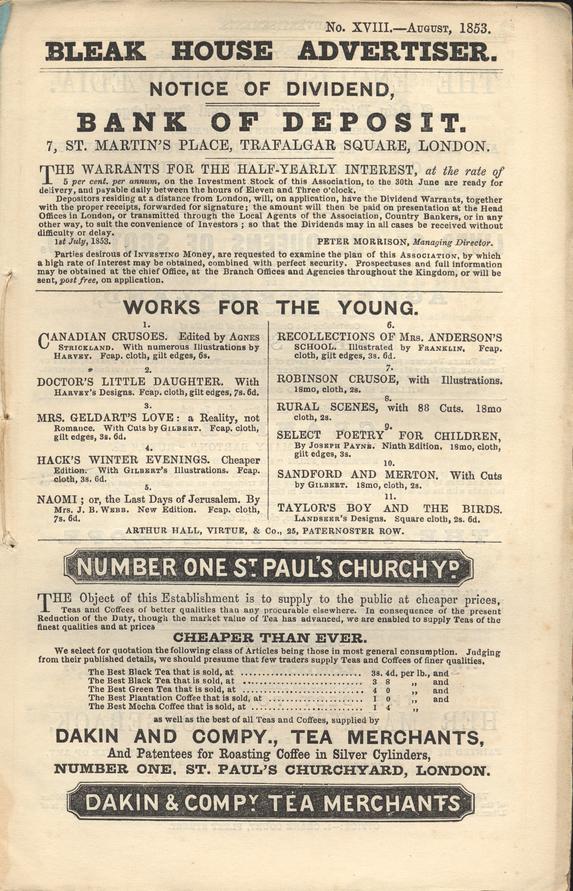 No. XVIII.—August, 1853.
BLEAK HOUSE ADVERTISER.
NOTICE OF DIVIDEND,
BANK OF DEPOSIT.
7, ST. MARTIN'S PLACE, TRAFALGAR SQUARE, LONDON.
THE WARRANTS FOR THE HALF-YEARLY INTEREST, at the rate of
5 per cent. per annum, on the Investment Stock of this Association, to the 30th June are ready for
delivery, and payable daily between the hours of Eleven and Three o'clock.
Depositors residing at a distance from London, will, on application, have the Dividend Warrants, together
with the proper receipts, forwarded for signature; the amount will then be paid on presentation at the Head
Offices in London, or transmitted through the Local Agents of the Association, Country Bankers, or in any
other way, to suit the convenience of Investors; so that the Dividends may in all cases be received without
difficulty or delay.
1st July, 1853. PETER MORRISON, Managing Director.
Parties desirous of Investing Money, are requested to examine the plan of this Association, by which
a high rate of Interest may be obtained, combined with perfect security. Prospectuses and full information
may be obtained at the chief Office, at the Branch Offices and Agencies throughout the Kingdom, or will be
sent, post free, on application.
WORKS FOR THE YOUNG.
1.
CANADIAN CRUSOES. Edited by Agnes
Strickland. With numerous Illustrations by
Harvey. Fcap. cloth, gilt edges, 6s.
2.
DOCTOR'S LITTLE DAUGHTER. With
Harvey's Designs. Fcap. cloth, gilt edges, 7s. 6d.
3.
MRS. GELDART'S LOVE: a Reality, not
Romance. With Cuts by Gilbert. Fcap. cloth,
gilt edges, 3s. 6d.
4.
HACK'S WINTER EVENINGS. Cheaper
Edition. With Gilbert's Illustrations. Fcap.
cloth, 3s. 6d.
5.
NAOMI; or, the Last Days of Jerusalem. By
Mrs. J. B. Webb. New Edition. Fcap. cloth,
7s. 6d.
6.
RECOLLECTIONS OF Mrs. ANDERSON'S
SCHOOL. Illustrated by Franklin. Fcap.
cloth, gilt edges, 3s. 6d.
7.
ROBINSON CRUSOE, with Illustrations.
18mo, cloth, 2s.
8.
RURAL SCENES, with 88 Cuts. 18mo
cloth, 2s.
9.
SELECT POETRY FOR CHILDREN,
By Joseph Payne. Ninth Edition. 18mo, cloth,
gilt edges, 3s.
10.
SANDFORD AND MERTON. With Cuts
by Gilbert. 18mo, cloth, 2s.
11.
TAYLOR'S BOY AND THE BIRDS.
Landseer's Designs. Square cloth, 2s. 6d.
ARTHUR HALL, VIRTUE, & Co., 25, PATERNOSTER ROW.
NUMBER ONE ST PAUL'S CHURCHYD
THE Object of this Establishment is to supply to the public at cheaper prices,
Teas and Coffees of better qualities than any procurable elsewhere. In consequence of the present
Reduction of the Duty, though the market value of Tea has advanced, we are enabled to supply Teas of the
finest qualities and at prices
CHEAPER THAN EVER.
We select for quotation the following class of Articles being those in most general consumption. Judging
from their published details, we should presume that few traders supply Teas and Coffees of finer qualities.
The Best Black Tea that is sold, at .......................... 3s. 4d. per lb., and
The Best Black Tea that is sold, at .......................... 3 8 „ and
The Best Green Tea that is sold, at .......................... 4 0 „ and
The Best Plantation Coffee that is sold, at .................... 1 0 „ and
The Best Mocha Coffee that is sold, at ........................ 1 4 „
as well as the best of all Teas and Coffees, supplied by
DAKIN AND COMPY., TEA MERCHANTS,
And Patentees for Roasting Coffee in Silver Cylinders,
NUMBER ONE, ST. PAUL'S CHURCHYARD, LONDON.
DAKIN & COMPY TEA MERCHANTS